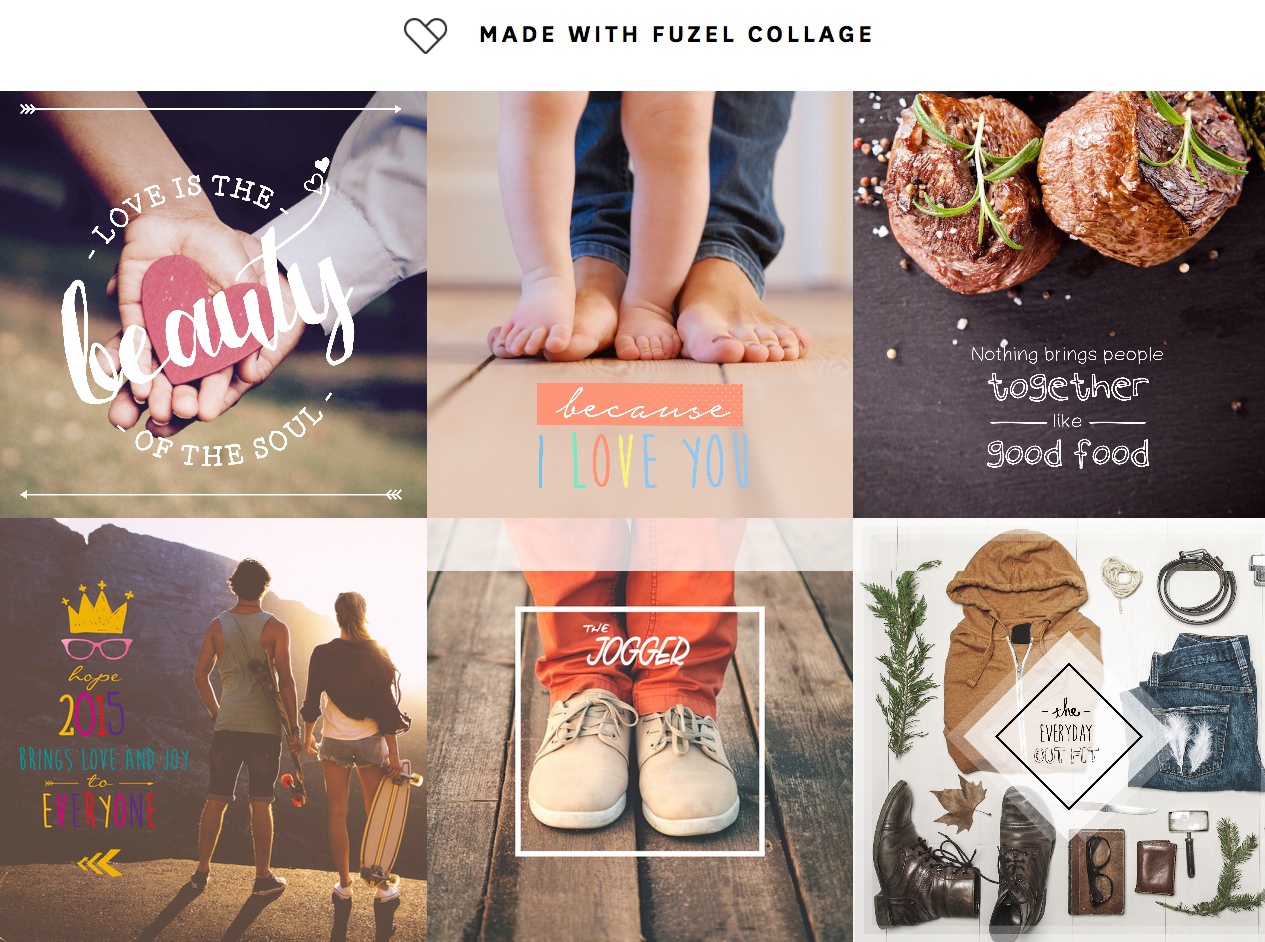 MADE WITH FUZEL COLLAGE
- LOVE IS THE -
beauty
- OF THE SOUL -
because
I LOVE YOU
Nothing brings people
together
like
good food
hope
2015
BRINGS LOVE AND JOY
to
EVERYONE
THE
JOGGER
- the -
EVERYDAY
OUTFIT